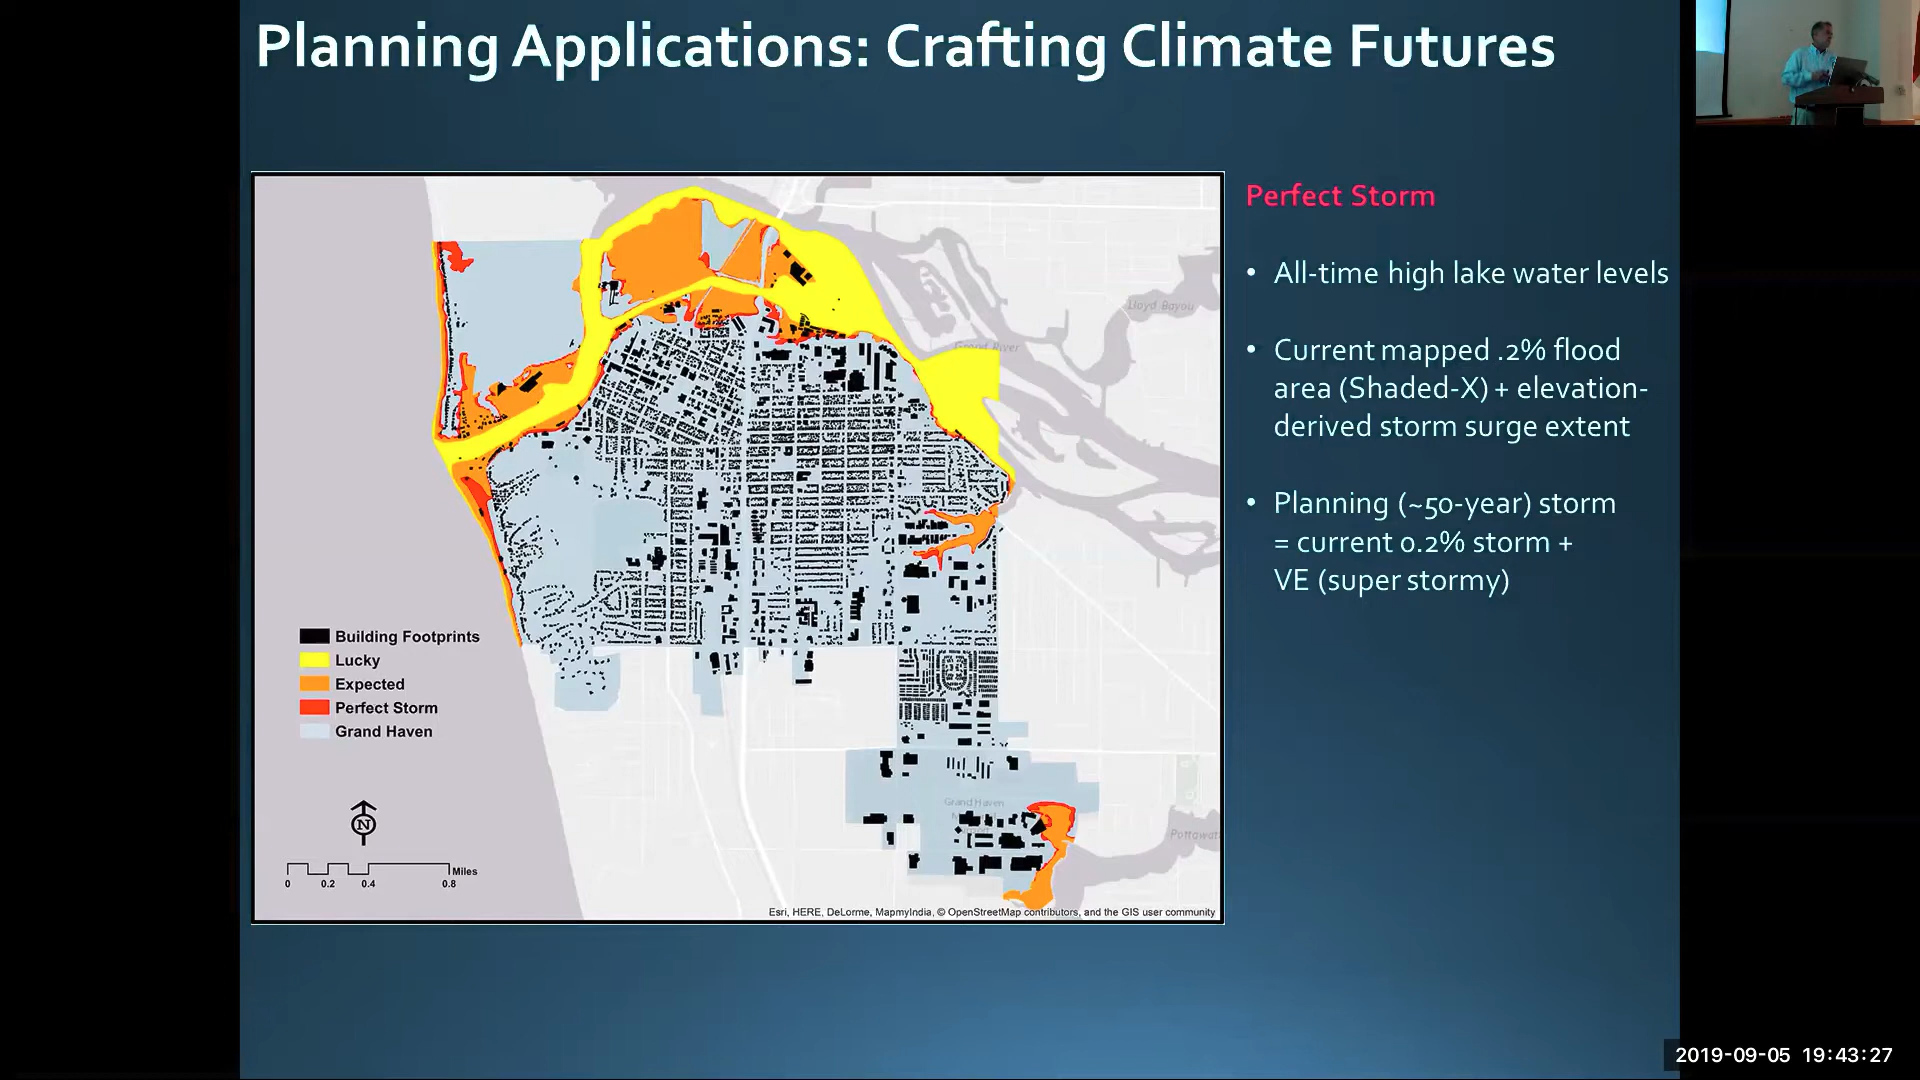 Planning Applications: Crafting Climate Futures
Perfect Storm
• All-time high lake water levels
• Current mapped .2% flood
area (Shaded-X) + elevation-
derived storm surge extent
• Planning (~50-year) storm
= current 0.2% storm +
VE (super stormy)
Lloyd Bayou
Grand River
Building Footprints
Lucky
Expected
Perfect Storm
Grand Haven
N
Miles
0 0.2 0.4 0.8
Grand Haven
Esri, HERE, DeLorme, MapmyIndia, © OpenStreetMap contributors, and the GIS user community
2019-09-05 19:43:27